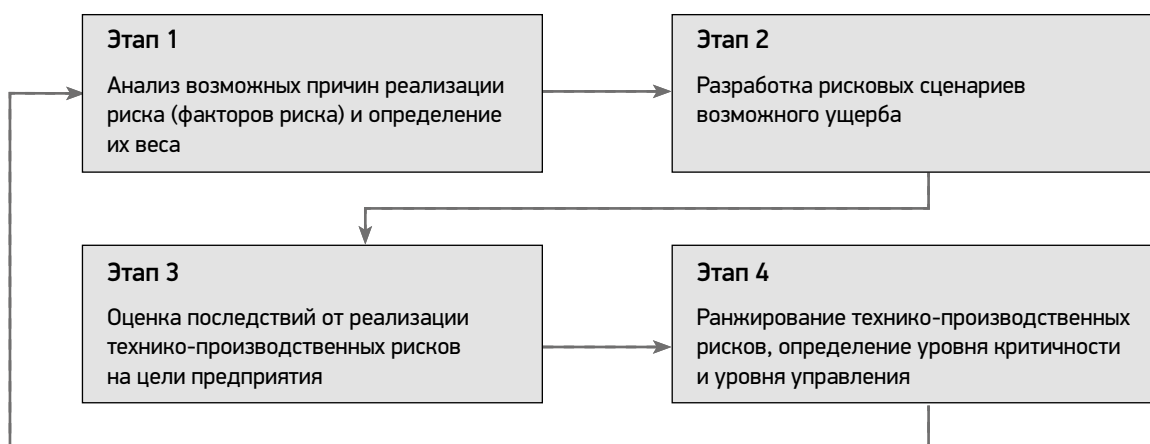 Этап 1
Анализ возможных причин реализации
риска (факторов риска) и определение
их веса
Этап 2
Разработка рисковых сценариев
возможного ущерба
Этап 3
Оценка последствий от реализации
технико-производственных рисков
на цели предприятия
Этап 4
Ранжирование технико-производственных
рисков, определение уровня критичности
и уровня управления